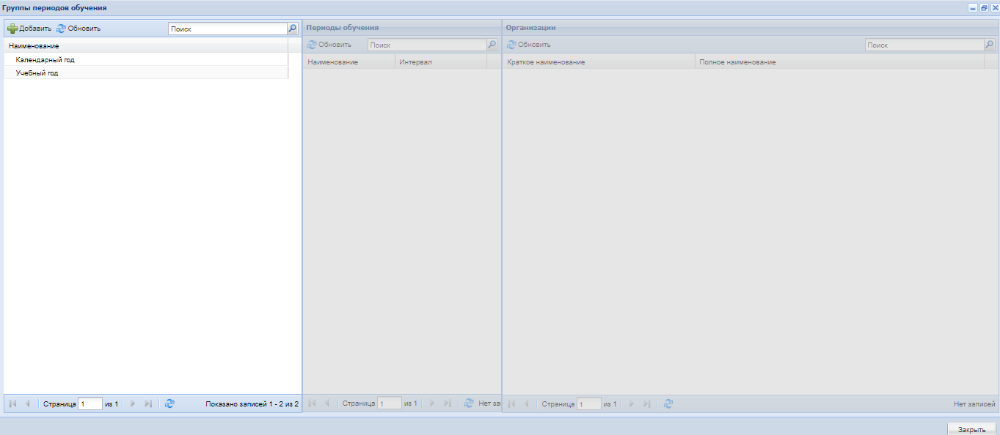 Группы периодов обучения
Добавить Обновить Поиск
Наименование
Календарный год
Учебный год
Страница 1 из 1 Показано записей 1 - 2 из 2
Периоды обучения
Обновить Поиск
Наименование Интервал
Страница 1 из 1 Нет за
Организации
Обновить Поиск
Краткое наименование Полное наименование
Страница 1 из 1 Нет записей
Закрыть